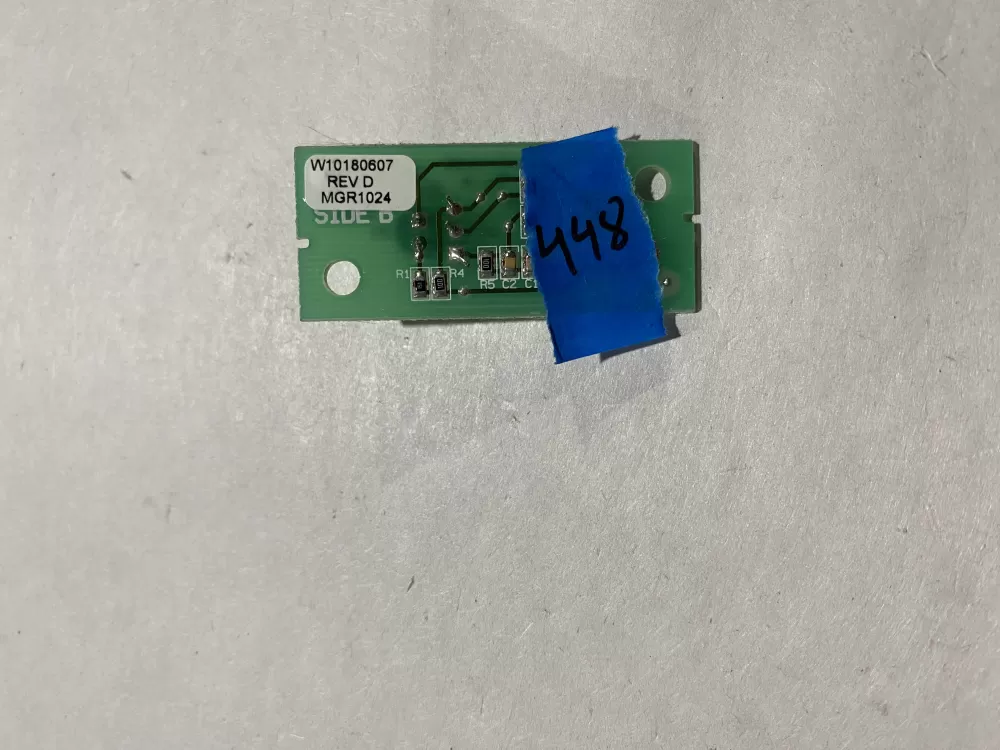 W10180607
REV D
MGR1024
SIDE B
448
R1
R4
R5 C2 C1